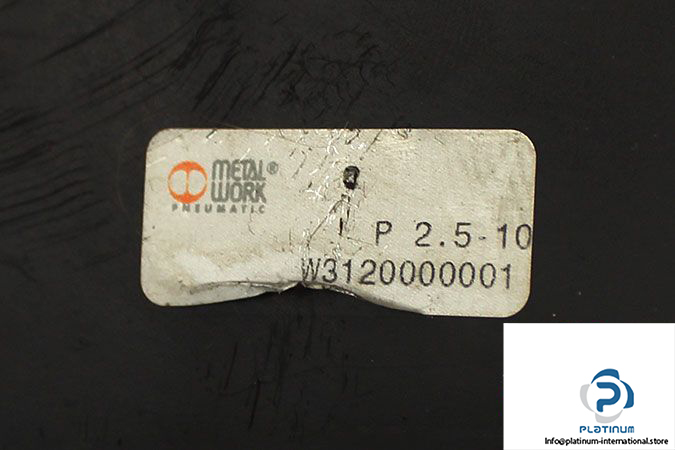 METAL®
WORK
PNEUMATIC
P 2.5-10
W3120000001
PLATINUM
Info@platinum-international.store